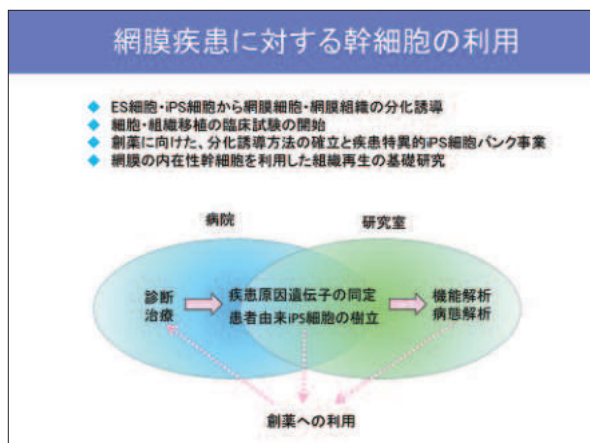 網膜疾患に対する幹細胞の利用
◆ ES細胞・iPS細胞から網膜細胞・網膜組織の分化誘導
◆ 細胞・組織移植の臨床試験の開始
◆ 創薬に向けた、分化誘導方法の確立と疾患特異的iPS細胞バンク事業
◆ 網膜の内在性幹細胞を利用した組織再生の基礎研究
病院
研究室
診断
治療
疾患原因遺伝子の同定
患者由来iPS細胞の樹立
機能解析
病態解析
創薬への利用